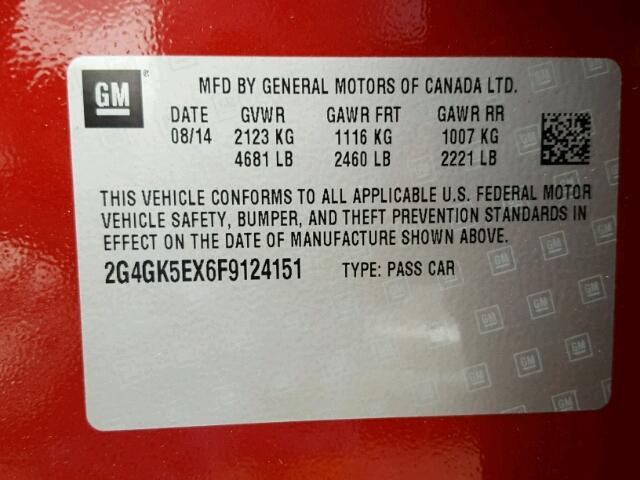 GM ®
MFD BY GENERAL MOTORS OF CANADA LTD.
DATE GVWR GAWR FRT GAWR RR
08/14 2123 KG 1116 KG 1007 KG
4681 LB 2460 LB 2221 LB
THIS VEHICLE CONFORMS TO ALL APPLICABLE U.S. FEDERAL MOTOR
VEHICLE SAFETY, BUMPER, AND THEFT PREVENTION STANDARDS IN
EFFECT ON THE DATE OF MANUFACTURE SHOWN ABOVE.
2G4GK5EX6F9124151 TYPE: PASS CAR